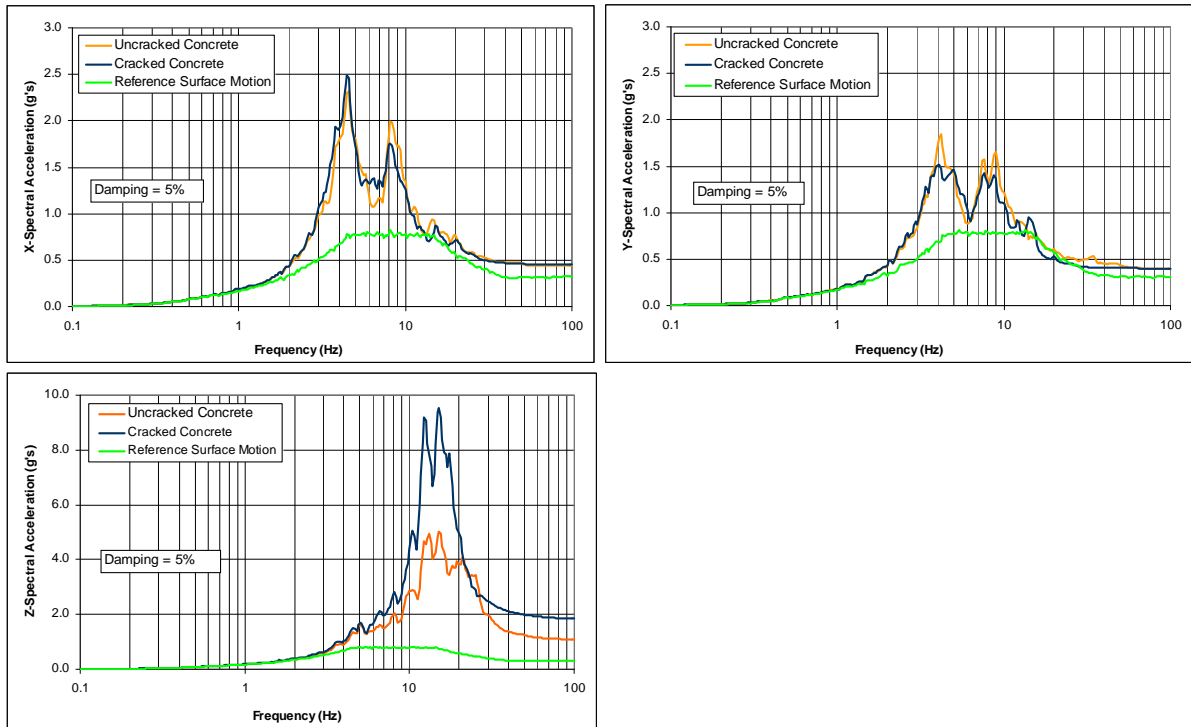 3.0
2.5
2.0
1.5
1.0
0.5
0.0
X-Spectral Acceleration (g's)
Uncracked Concrete
Cracked Concrete
Reference Surface Motion
Damping = 5%
0.1 1 10 100
Frequency (Hz)
3.0
2.5
2.0
1.5
1.0
0.5
0.0
Y-Spectral Acceleration (g's)
Uncracked Concrete
Cracked Concrete
Reference Surface Motion
Damping = 5%
0.1 1 10 100
Frequency (Hz)
10.0
8.0
6.0
4.0
2.0
0.0
Z-Spectral Acceleration (g's)
Uncracked Concrete
Cracked Concrete
Reference Surface Motion
Damping = 5%
0.1 1 10 100
Frequency (Hz)